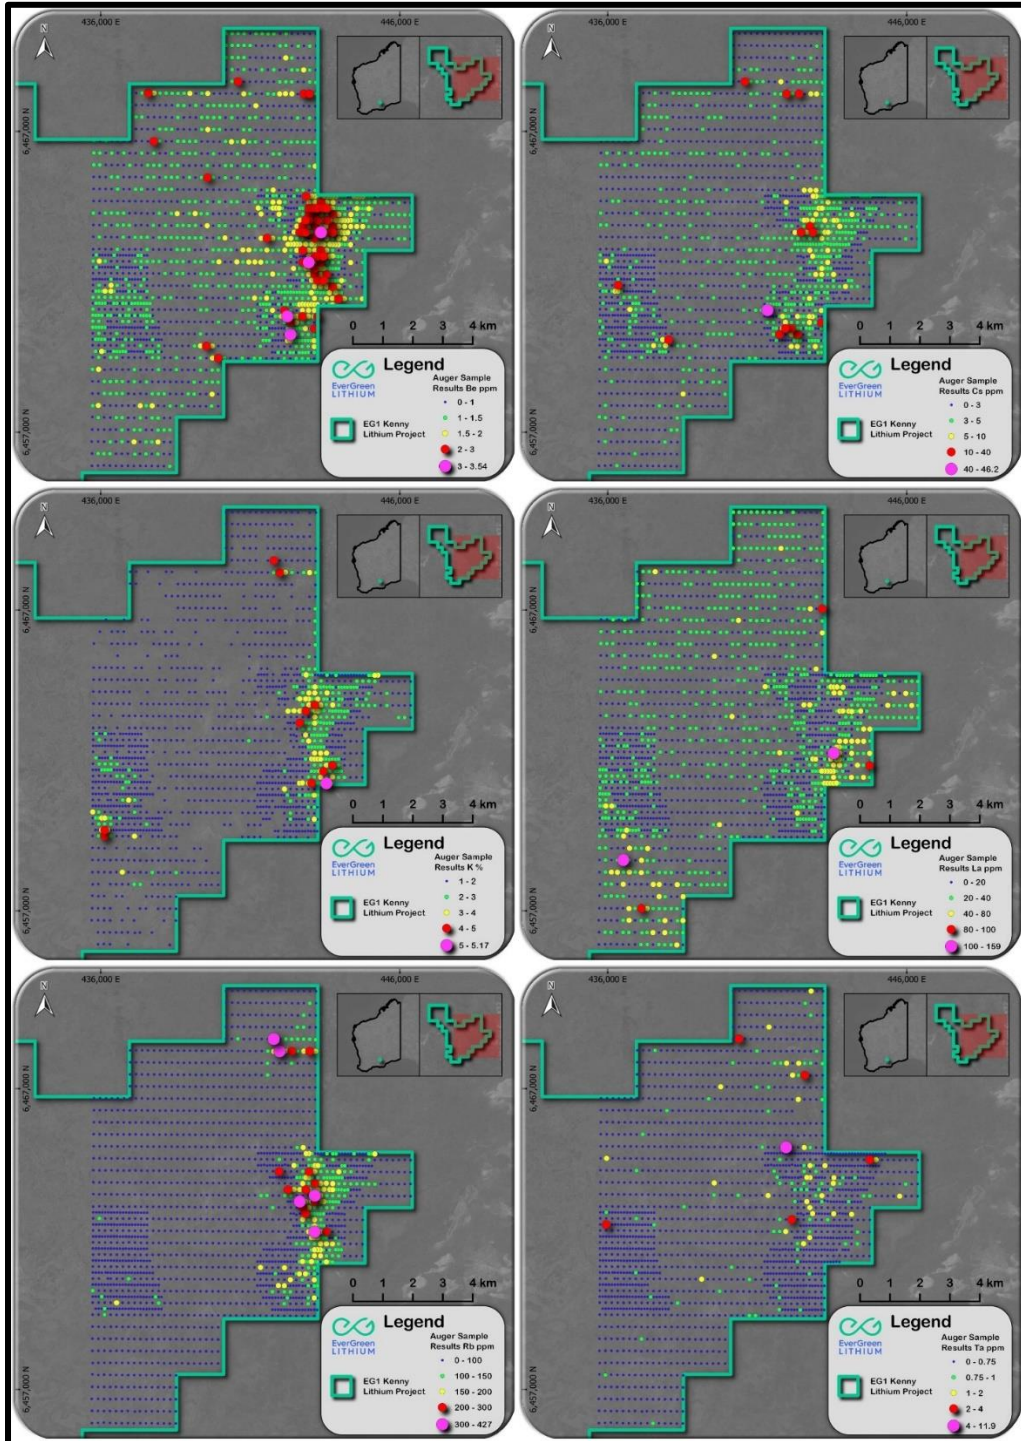 436,000 E
446,000 E
N
6,467,000 N
6,457,000 N
0 1 2 4 km
Legend
EverGreen
LITHIUM
Auger Sample
Results Be ppm
0 - 1
1 - 1.5
1.5 - 2
2 - 3
3 - 3.54
EG1 Kenny
Lithium Project
436,000 E
446,000 E
N
6,467,000 N
6,457,000 N
0 1 2 4 km
Legend
EverGreen
LITHIUM
Auger Sample
Results Cs ppm
0 - 3
3 - 5
5 - 10
10 - 40
40 - 46.2
EG1 Kenny
Lithium Project
436,000 E
446,000 E
N
6,467,000 N
6,457,000 N
0 1 2 4 km
Legend
EverGreen
LITHIUM
Auger Sample
Results K %
1 - 2
2 - 3
3 - 4
4 - 5
5 - 5.17
EG1 Kenny
Lithium Project
436,000 E
446,000 E
N
6,467,000 N
6,457,000 N
0 1 2 4 km
Legend
EverGreen
LITHIUM
Auger Sample
Results La ppm
0 - 20
20 - 40
40 - 80
80 - 100
100 - 159
EG1 Kenny
Lithium Project
436,000 E
446,000 E
N
6,467,000 N
6,457,000 N
0 1 2 4 km
Legend
EverGreen
LITHIUM
Auger Sample
Results Rb ppm
0 - 100
100 - 150
150 - 200
200 - 300
300 - 427
EG1 Kenny
Lithium Project
436,000 E
446,000 E
N
6,467,000 N
6,457,000 N
0 1 2 4 km
Legend
EverGreen
LITHIUM
Auger Sample
Results Ta ppm
0 - 0.75
0.75 - 1
1 - 2
2 - 4
4 - 11.9
EG1 Kenny
Lithium Project